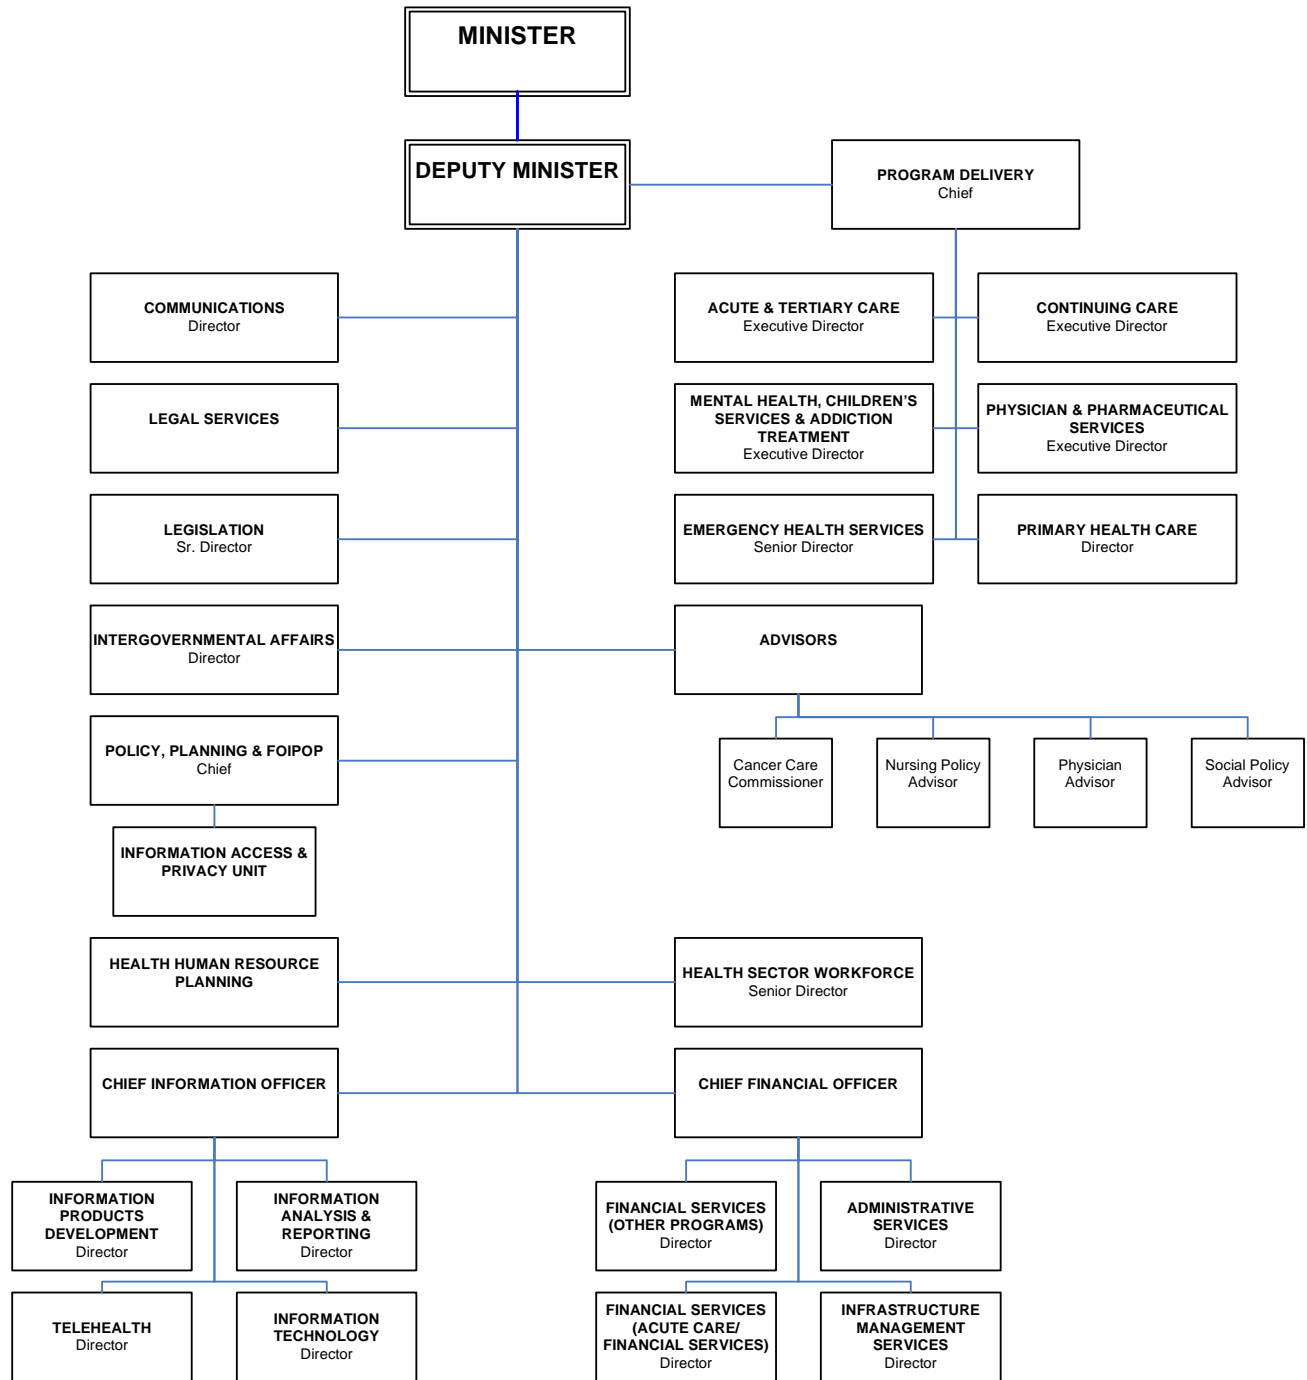 MINISTER
DEPUTY MINISTER
PROGRAM DELIVERY
Chief
COMMUNICATIONS
Director
ACUTE & TERTIARY CARE
Executive Director
CONTINUING CARE
Executive Director
LEGAL SERVICES
MENTAL HEALTH, CHILDREN'S
SERVICES & ADDICTION
TREATMENT
Executive Director
PHYSICIAN & PHARMACEUTICAL
SERVICES
Executive Director
LEGISLATION
Sr. Director
EMERGENCY HEALTH SERVICES
Senior Director
PRIMARY HEALTH CARE
Director
INTERGOVERNMENTAL AFFAIRS
Director
ADVISORS
POLICY, PLANNING & FOIPOP
Chief
Cancer Care
Commissioner
Nursing Policy
Advisor
Physician
Advisor
Social Policy
Advisor
INFORMATION ACCESS &
PRIVACY UNIT
HEALTH HUMAN RESOURCE
PLANNING
HEALTH SECTOR WORKFORCE
Senior Director
CHIEF INFORMATION OFFICER
CHIEF FINANCIAL OFFICER
INFORMATION
PRODUCTS
DEVELOPMENT
Director
INFORMATION
ANALYSIS &
REPORTING
Director
FINANCIAL SERVICES
(OTHER PROGRAMS)
Director
ADMINISTRATIVE
SERVICES
Director
TELEHEALTH
Director
INFORMATION
TECHNOLOGY
Director
FINANCIAL SERVICES
(ACUTE CARE/
FINANCIAL SERVICES)
Director
INFRASTRUCTURE
MANAGEMENT
SERVICES
Director